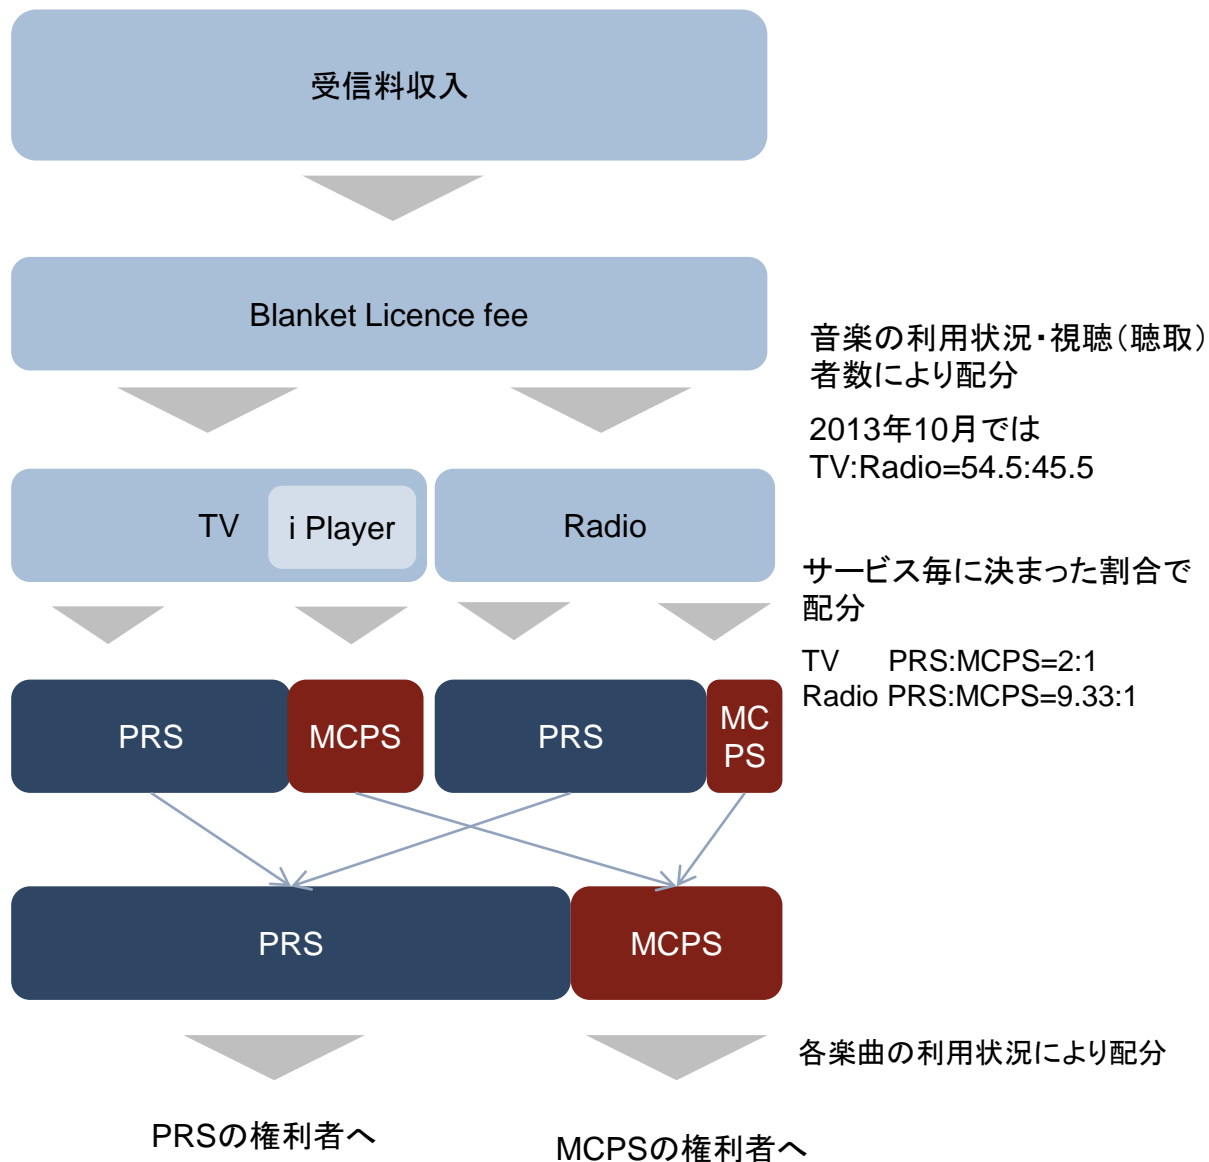 受信料収入
Blanket Licence fee
音楽の利用状況・視聴(聴取)
者数により配分
2013年10月では
TV:Radio=54.5:45.5
TV
i Player
Radio
サービス毎に決まった割合で
配分
TV PRS:MCPS=2:1
Radio PRS:MCPS=9.33:1
PRS
MCPS
PRS
MC
PS
PRS
MCPS
各楽曲の利用状況により配分
PRSの権利者へ
MCPSの権利者へ